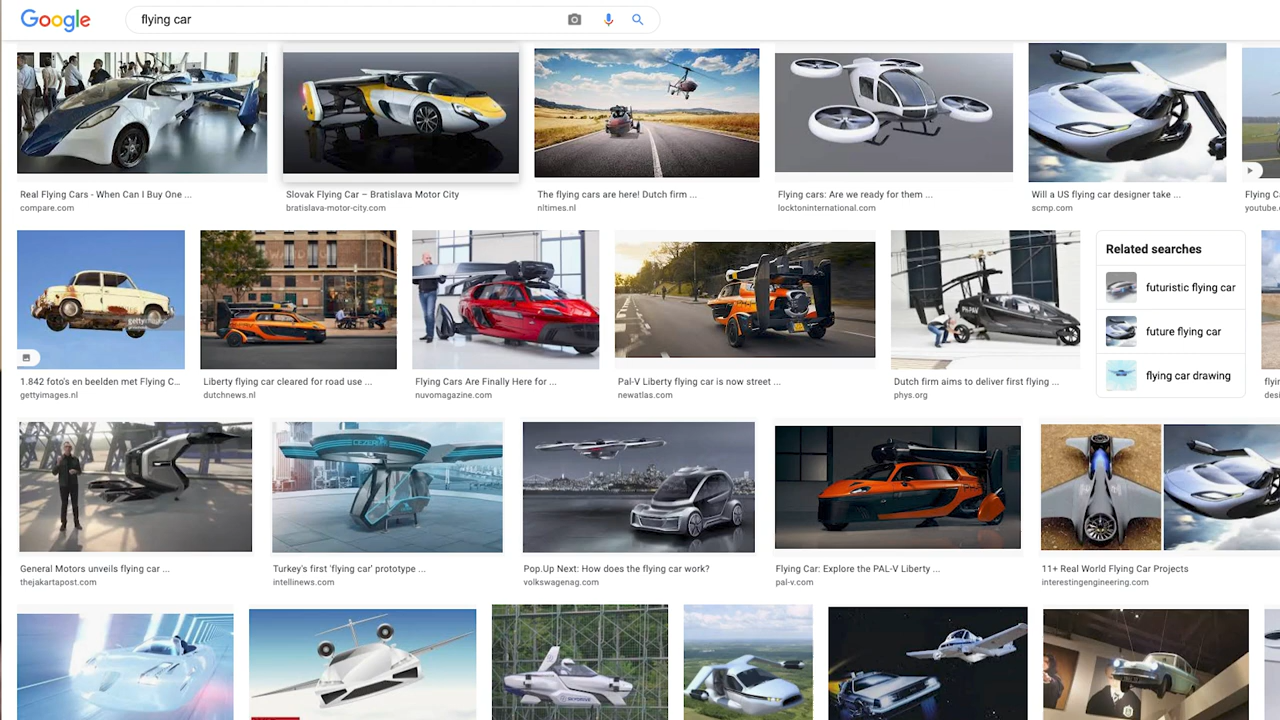 Google
flying car
Real Flying Cars - When Can I Buy One ...
compare.com
Slovak Flying Car – Bratislava Motor City
bratislava-motor-city.com
The flying cars are here! Dutch firm ...
nltimes.nl
Flying cars: Are we ready for them ...
locktoninternational.com
Will a US flying car designer take ...
scmp.com
Flying C
youtube.
gettyimages
1.842 foto's en beelden met Flying C...
gettyimages.nl
Liberty flying car cleared for road use ...
dutchnews.nl
Flying Cars Are Finally Here for ...
nuvomagazine.com
Pal-V Liberty flying car is now street ...
newatlas.com
PAL-V
Dutch firm aims to deliver first flying ...
phys.org
Related searches
futuristic flying car
future flying car
flying car drawing
flyin
desi
General Motors unveils flying car ...
thejakartapost.com
CEZERI
Turkey's first 'flying car' prototype ...
intellinews.com
Pop.Up Next: How does the flying car work?
volkswagenag.com
Flying Car: Explore the PAL-V Liberty ...
pal-v.com
11+ Real World Flying Car Projects
interestingengineering.com